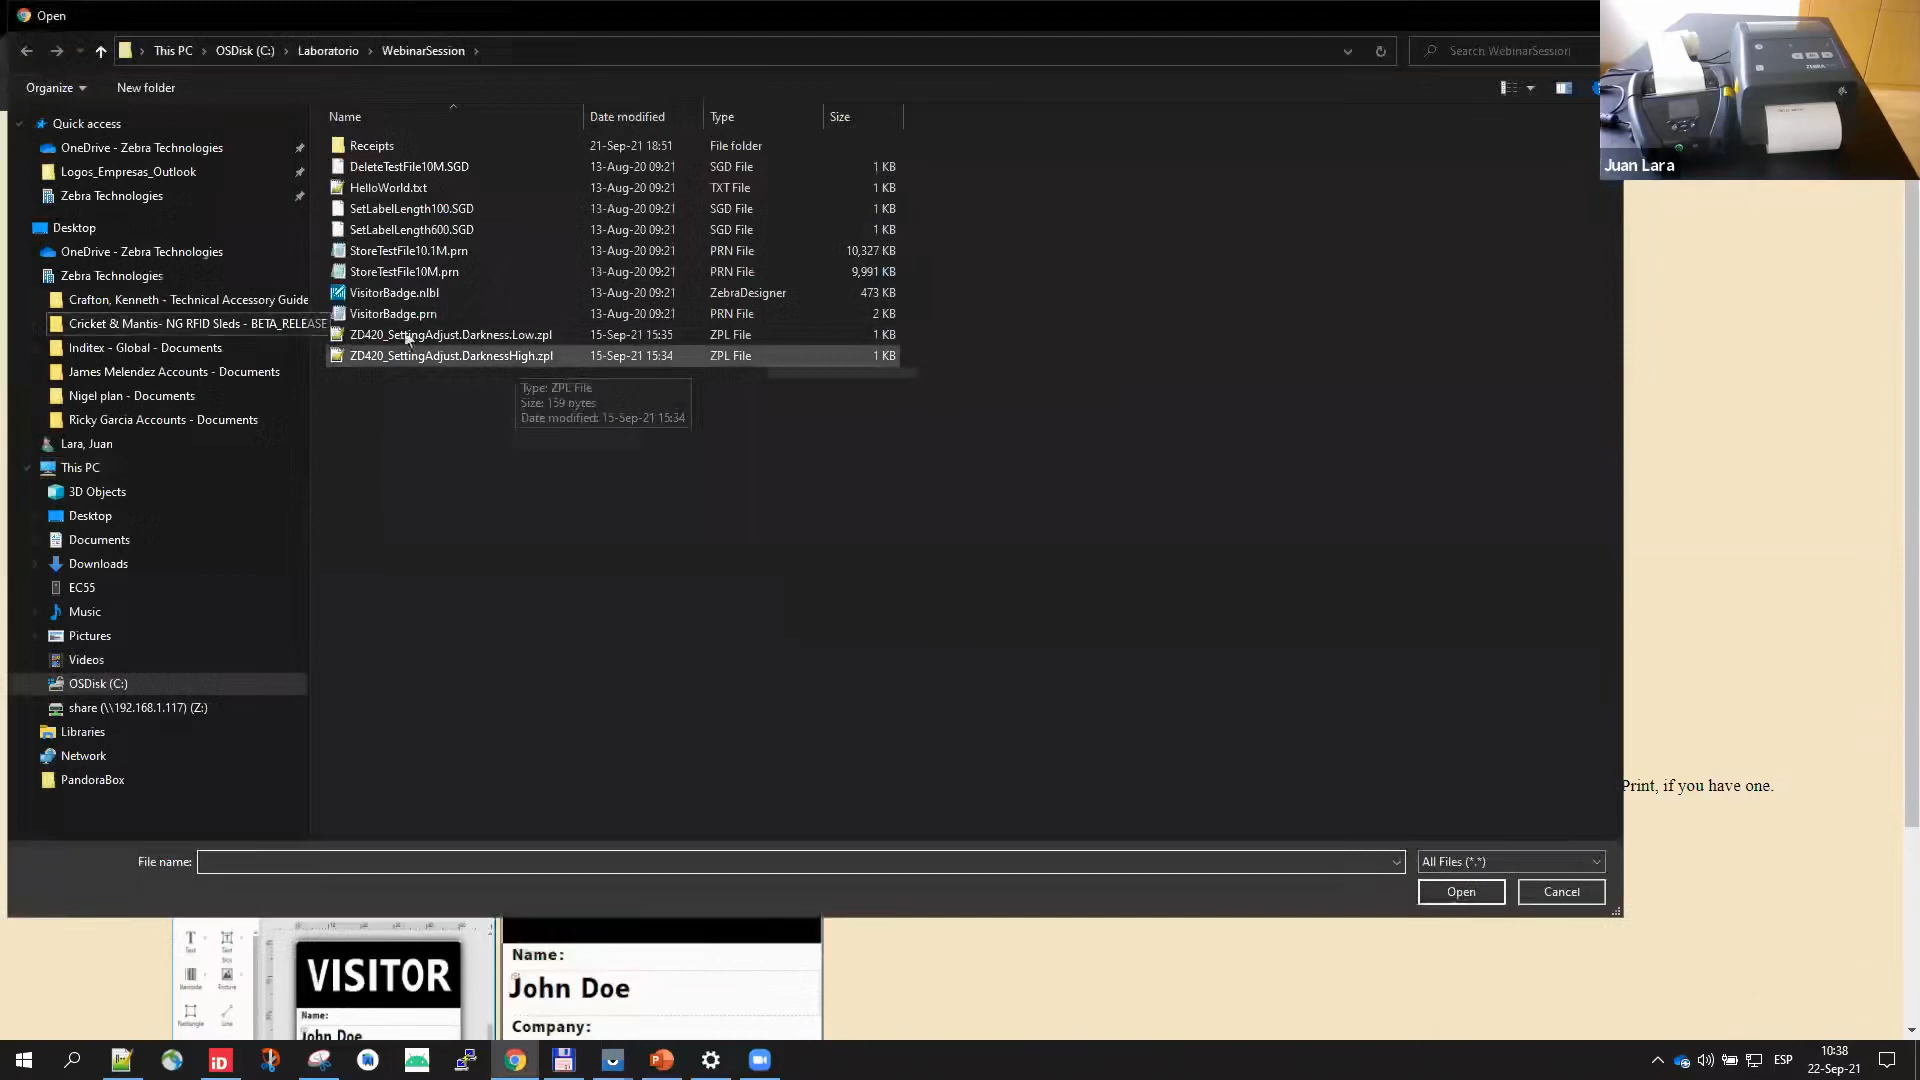 Open
This PC
OSDisk (C:)
Laboratorio
WebinarSession
Search WebinarSession
Organize
New folder
Juan Lara
Quick access
OneDrive - Zebra Technologies
Logos_Empresas_Outlook
Zebra Technologies
Desktop
OneDrive - Zebra Technologies
Zebra Technologies
Crafton, Kenneth - Technical Accessory Guide
Cricket & Mantis- NG RFID Sleds - BETA_RELEASE
Inditex - Global - Documents
James Melendez Accounts - Documents
Nigel plan - Documents
Ricky Garcia Accounts - Documents
Lara, Juan
This PC
3D Objects
Desktop
Documents
Downloads
EC55
Music
Pictures
Videos
OSDisk (C:)
share (\\192.168.1.117) (Z:)
Libraries
Network
PandoraBox
Name Date modified Type Size
Receipts 21-Sep-21 18:51 File folder
DeleteTestFile10M.SGD 13-Aug-20 09:21 SGD File 1 KB
HelloWorld.txt 13-Aug-20 09:21 TXT File 1 KB
SetLabelLength100.SGD 13-Aug-20 09:21 SGD File 1 KB
SetLabelLength600.SGD 13-Aug-20 09:21 SGD File 1 KB
StoreTestFile10.1M.prn 13-Aug-20 09:21 PRN File 10,327 KB
StoreTestFile10M.prn 13-Aug-20 09:21 PRN File 9,991 KB
VisitorBadge.nlbl 13-Aug-20 09:21 ZebraDesigner 473 KB
VisitorBadge.prn 13-Aug-20 09:21 PRN File 2 KB
ZD420_SettingAdjust.Darkness.Low.zpl 15-Sep-21 15:35 ZPL File 1 KB
ZD420_SettingAdjust.DarknessHigh.zpl 15-Sep-21 15:34 ZPL File 1 KB
Type: ZPL File
Size: 159 bytes
Date modified: 15-Sep-21 15:34
Print, if you have one.
File name:
All Files (*.*)
Open
Cancel
VISITOR
Name:
John Doe
Name:
John Doe
Company:
ESP
10:38
22-Sep-21